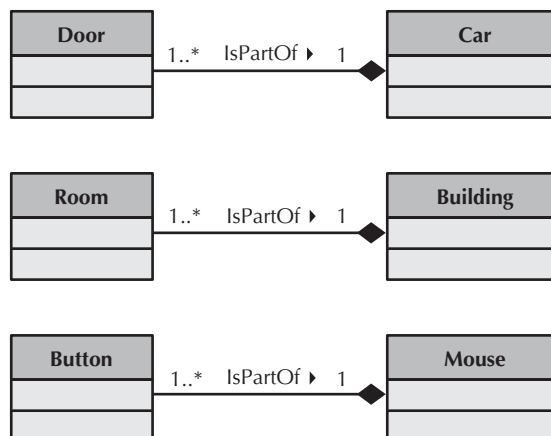 Door 1..* IsPartOf ▶ 1 Car
Room 1..* IsPartOf ▶ 1 Building
Button 1..* IsPartOf ▶ 1 Mouse